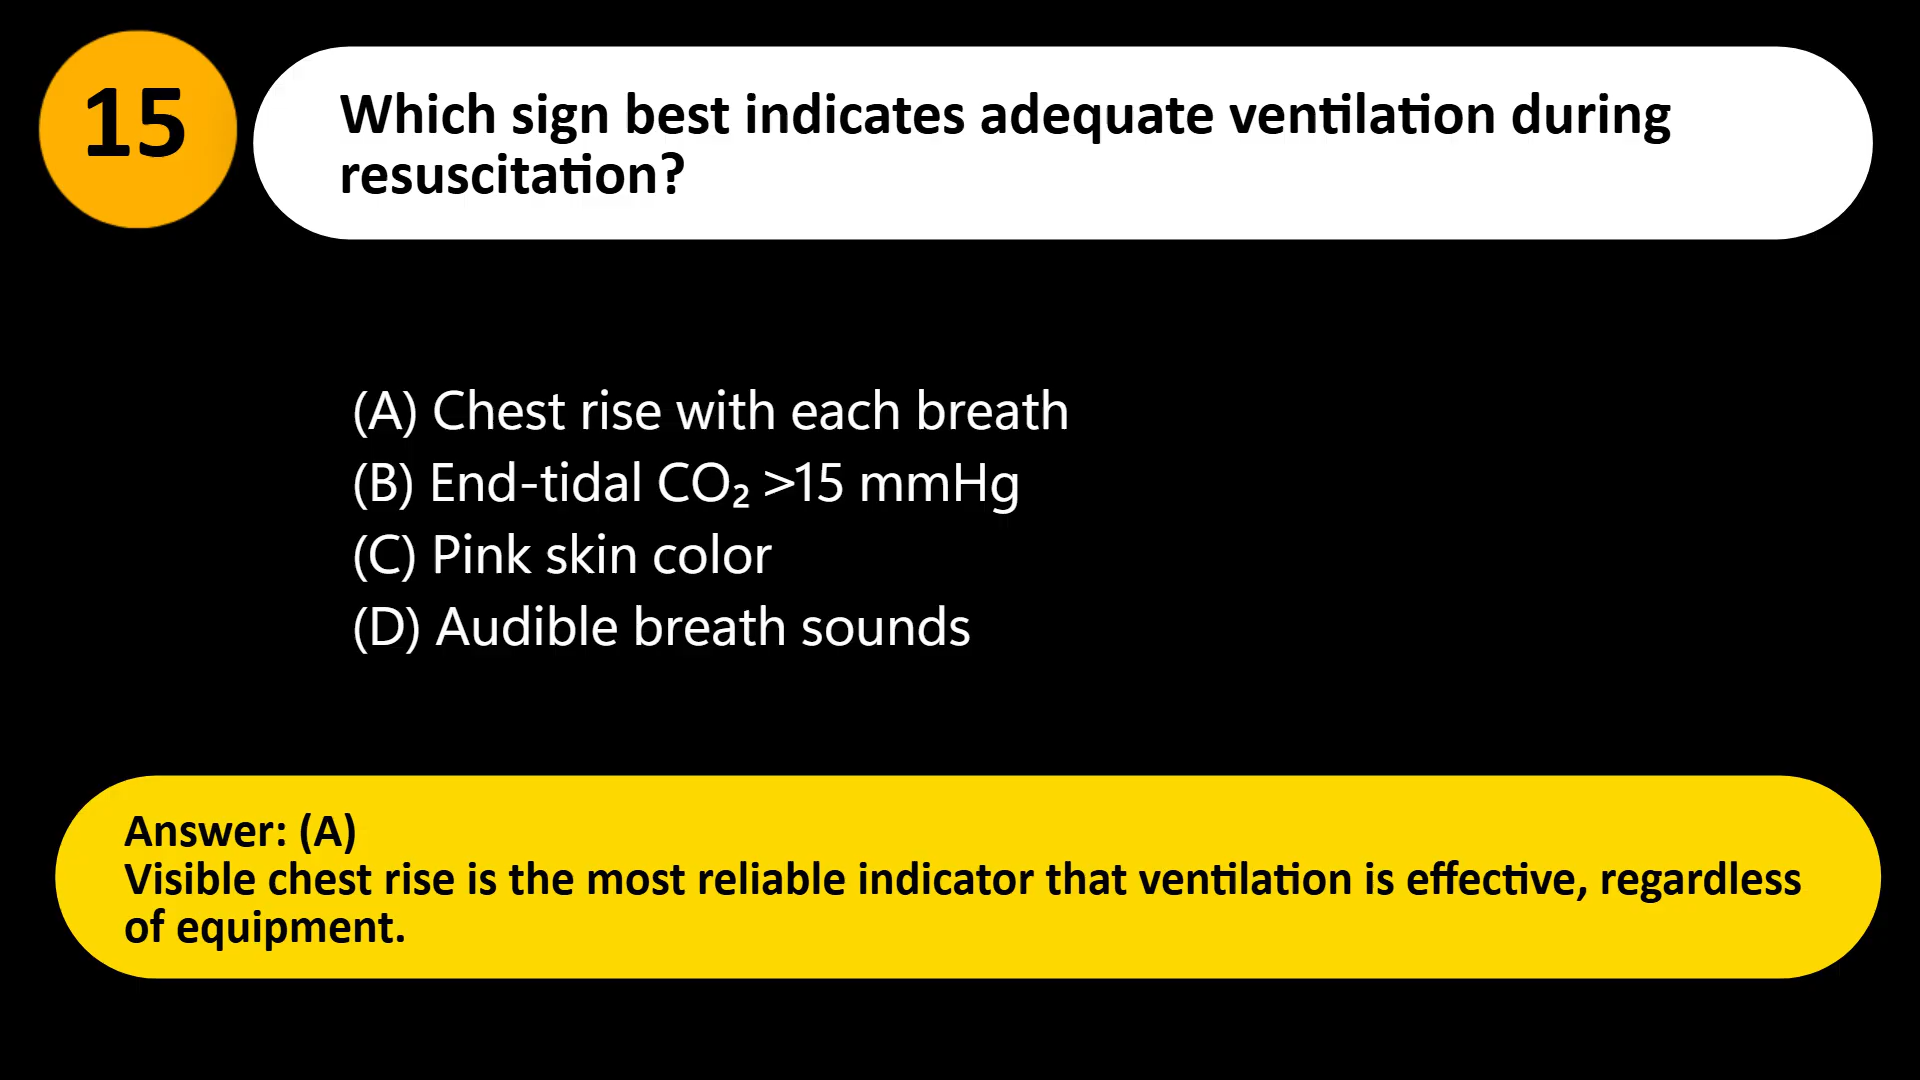 15
Which sign best indicates adequate ventilation during
resuscitation?
(A) Chest rise with each breath
(B) End-tidal CO₂ >15 mmHg
(C) Pink skin color
(D) Audible breath sounds
Answer: (A)
Visible chest rise is the most reliable indicator that ventilation is effective, regardless
of equipment.